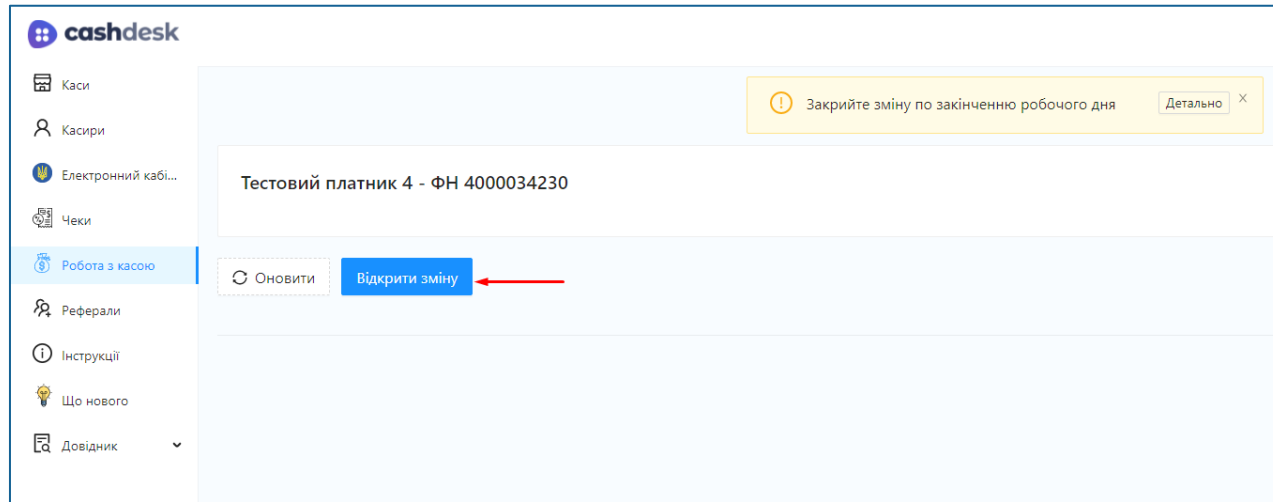 cashdesk
Каси
Касири
Електронний кабі...
Чеки
Робота з касою
Реферали
Інструкції
Що нового
Довідник
Закрийте зміну по закінченню робочого дня
Детально
Тестовий платник 4 - ФН 4000034230
Оновити
Відкрити зміну